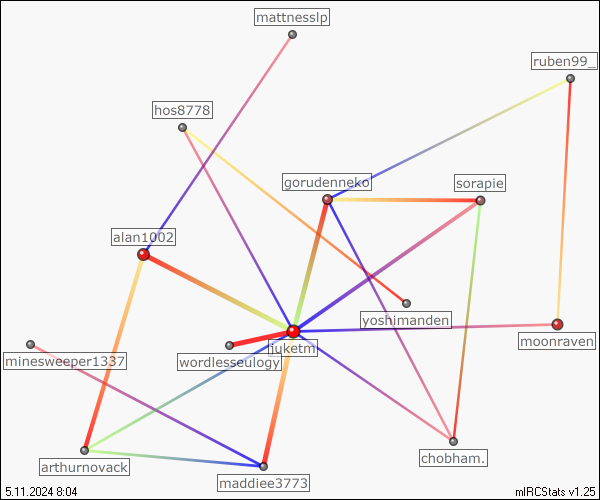 mattnesslp
ruben99_
hos8778
gorudenneko
sorapie
alan1002
yoshimanden
moonraven
juketm
wordlesseulogy
minesweeper1337
chobham.
arthurnovack
maddiee3773
5.11.2024 8:04
mIRCStats v1.25